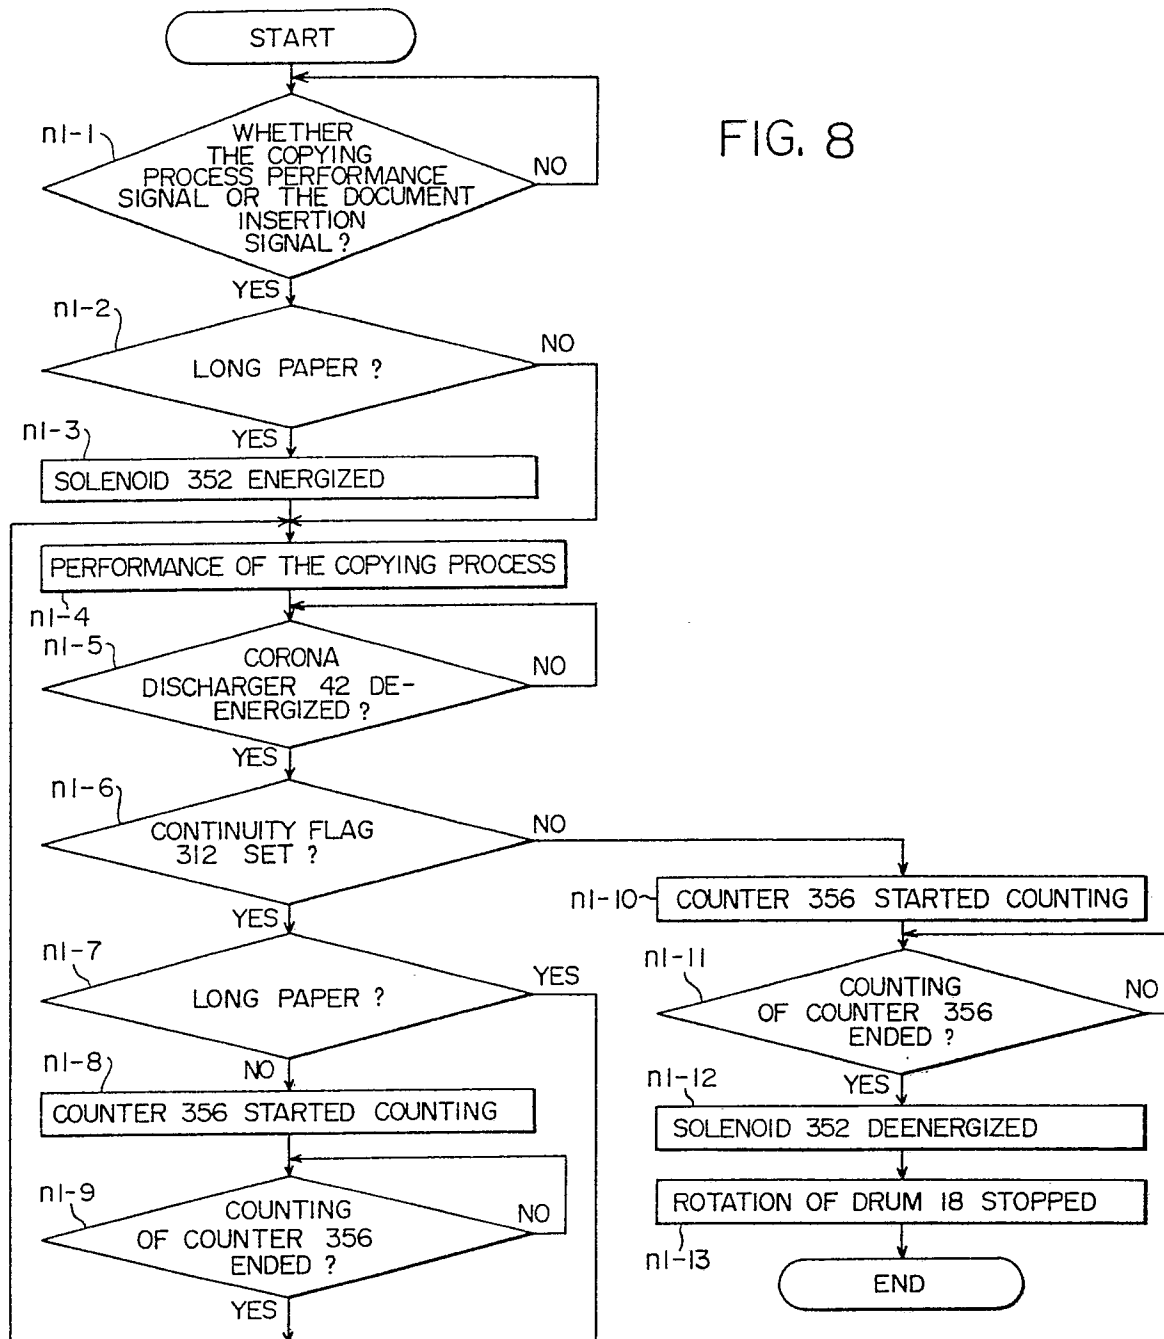 START
FIG. 8
n1-1
WHETHER
THE COPYING
PROCESS PERFORMANCE
SIGNAL OR THE DOCUMENT
INSERTION
SIGNAL?
NO
YES
n1-2
LONG PAPER ?
NO
YES
n1-3
SOLENOID 352 ENERGIZED
PERFORMANCE OF THE COPYING PROCESS
n1-4
n1-5
CORONA
DISCHARGER 42 DE-
ENERGIZED ?
NO
YES
n1-6
CONTINUITY FLAG
312 SET ?
NO
YES
n1-7
LONG PAPER ?
YES
NO
n1-8
COUNTER 356 STARTED COUNTING
n1-9
COUNTING
OF COUNTER 356
ENDED ?
NO
YES
n1-10
COUNTER 356 STARTED COUNTING
n1-11
COUNTING
OF COUNTER 356
ENDED ?
NO
YES
n1-12
SOLENOID 352 DEENERGIZED
ROTATION OF DRUM 18 STOPPED
n1-13
END